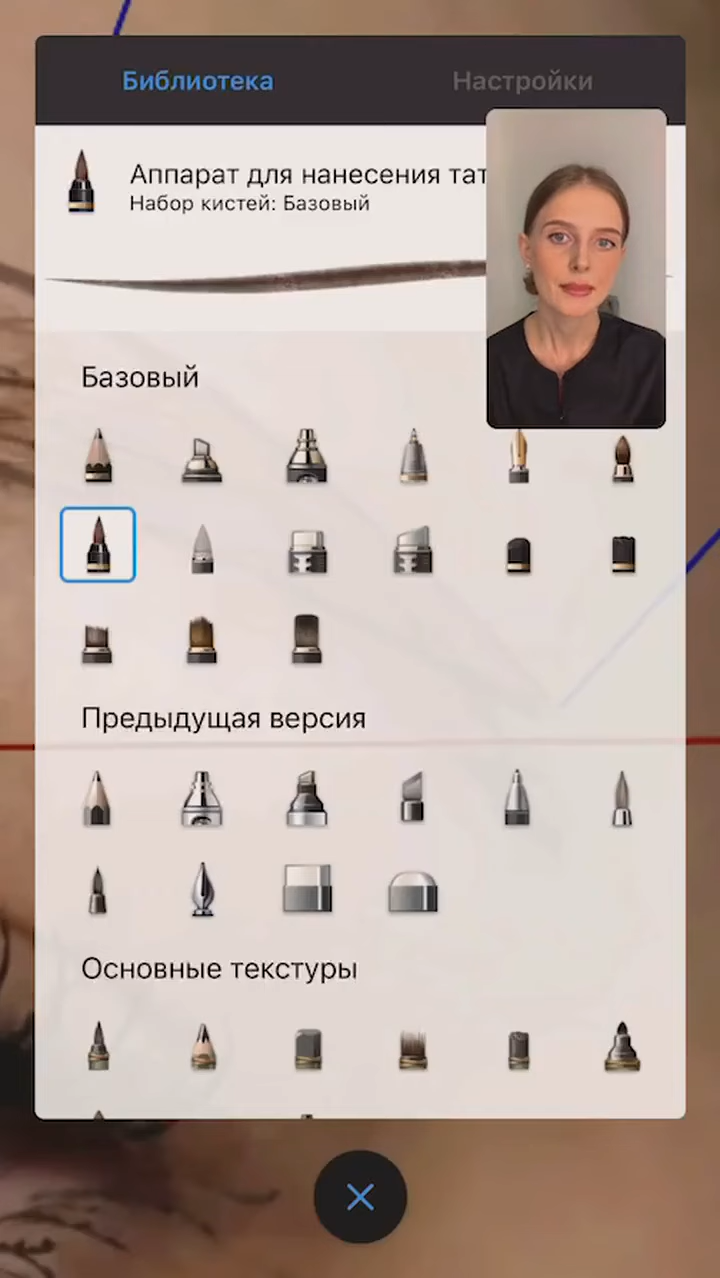 Библиотека
Настройки
Аппарат для нанесения тат
Набор кистей: Базовый
Базовый
Предыдущая версия
Основные текстуры